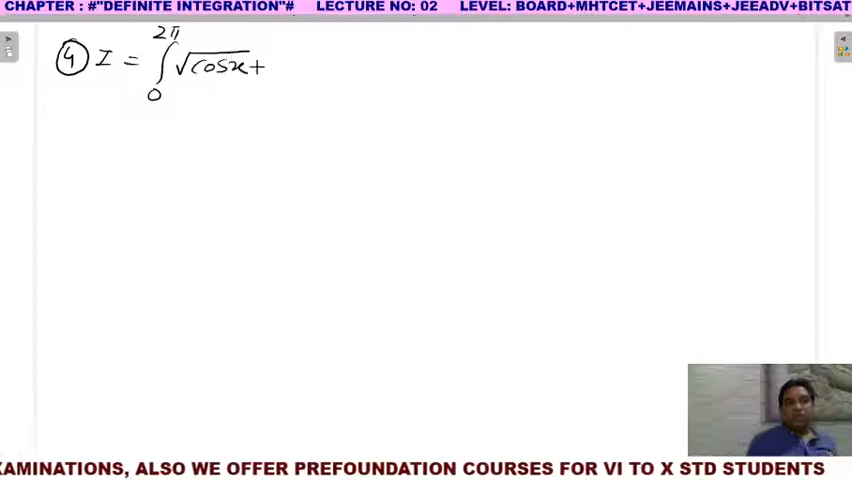 CHAPTER : #"DEFINITE INTEGRATION"# LECTURE NO: 02 LEVEL: BOARD+MHTCET+JEEMAINS+JEEADV+BITSAT
④ I = ∫₀^2π √cosx +
XAMINATIONS, ALSO WE OFFER PREFOUNDATION COURSES FOR VI TO X STD STUDENTS